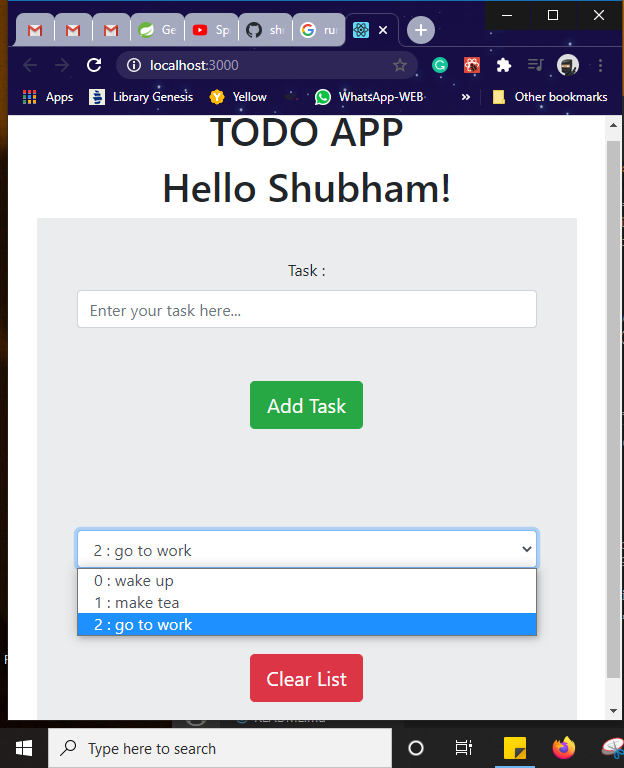 Ge
Sp
sh
ru
localhost:3000
Apps
Library Genesis
Yellow
WhatsApp-WEB
»
Other bookmarks
TODO APP
Hello Shubham!
Task :
Enter your task here...
Add Task
2 : go to work
0 : wake up
1 : make tea
2 : go to work
Clear List
Type here to search